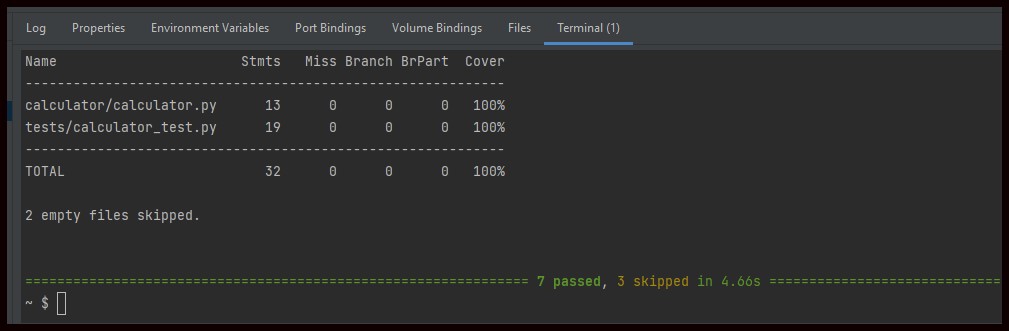 Log Properties Environment Variables Port Bindings Volume Bindings Files Terminal (1)
Name Stmts Miss Branch BrPart Cover
---------------------------------------------------------------
calculator/calculator.py 13 0 0 0 100%
tests/calculator_test.py 19 0 0 0 100%
---------------------------------------------------------------
TOTAL 32 0 0 0 100%
2 empty files skipped.
=============================================================== 7 passed, 3 skipped in 4.66s =============================
~ $